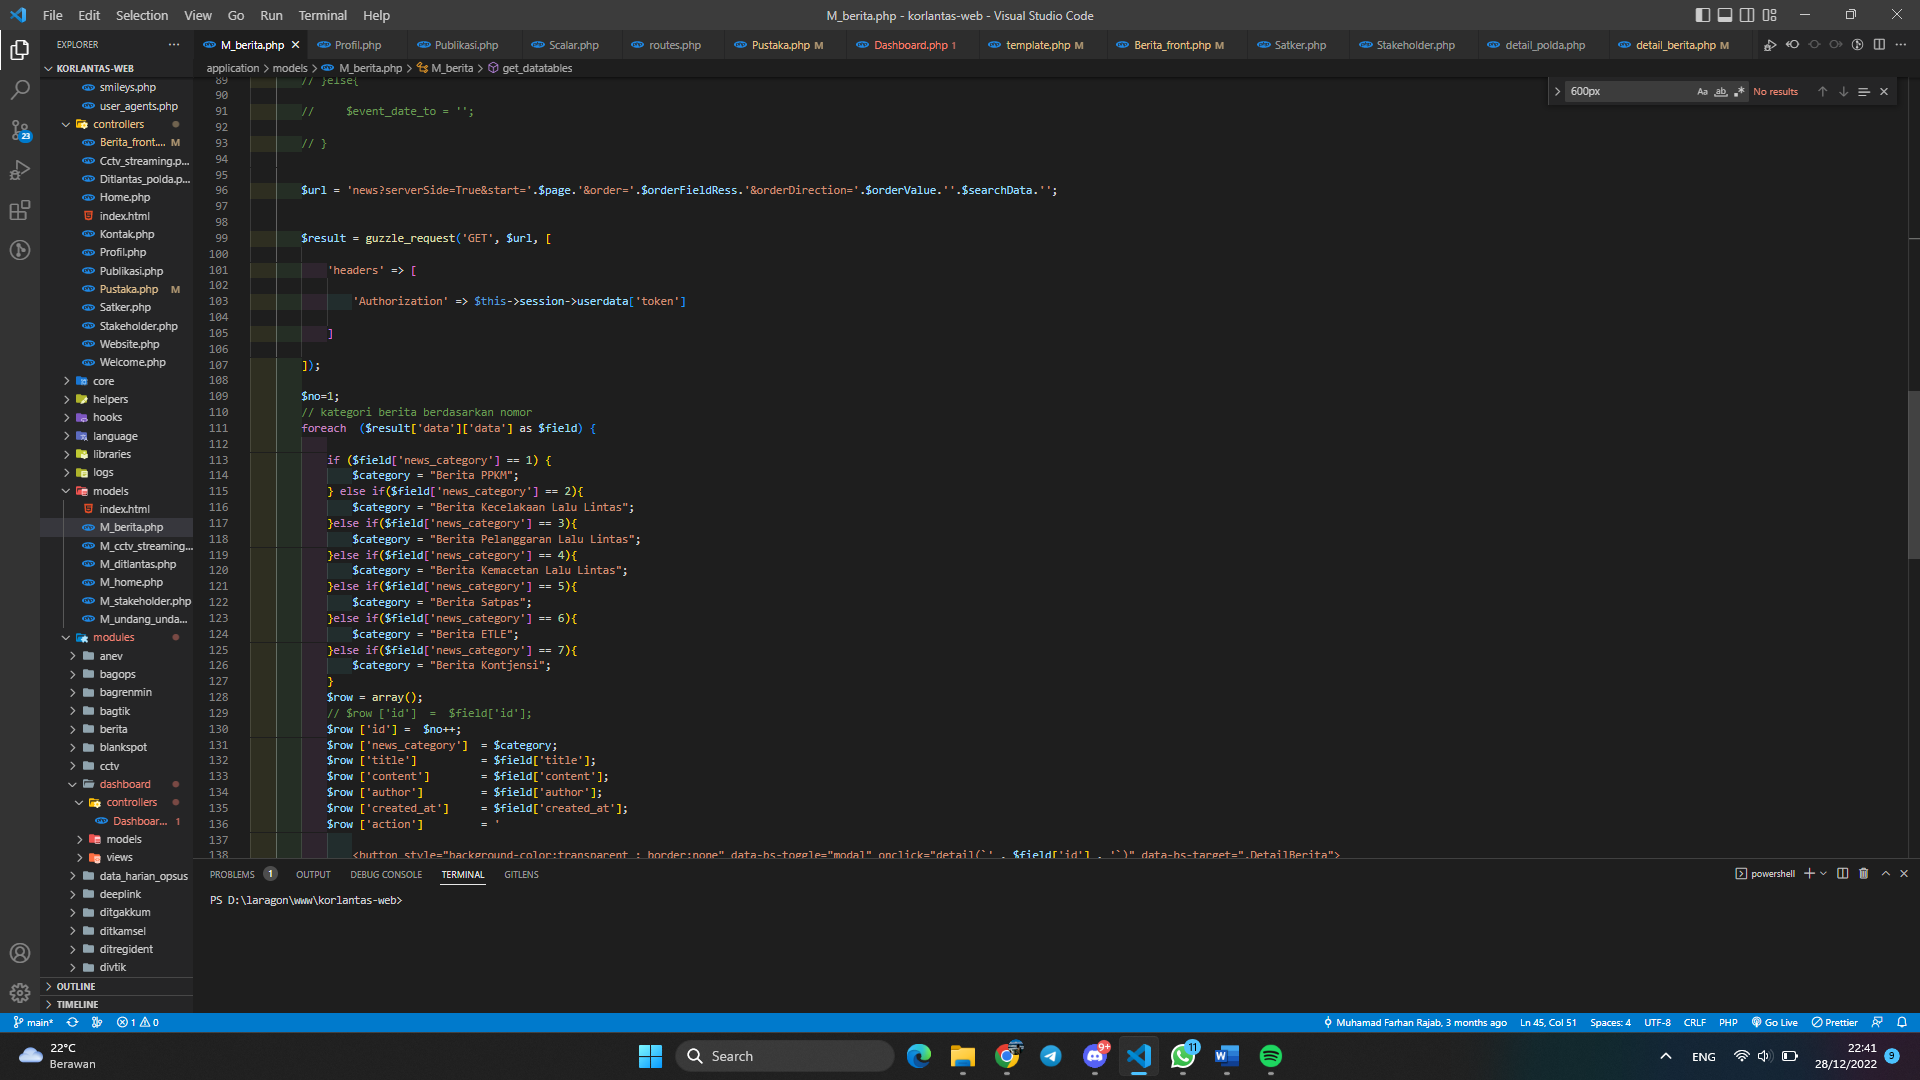 File Edit Selection View Go Run Terminal Help
M_berita.php - korlantas-web - Visual Studio Code
EXPLORER
M_berita.php Profil.php Publikasi.php Scalar.php routes.php Pustaka.php M Dashboard.php 1 template.php M Berita_front.php M Satker.php Stakeholder.php detail_polda.php detail_berita.php M
KORLANTAS-WEB
application > models > M_berita.php > M_berita > get_datatables
600px
Aa ab No results
smileys.php
user_agents.php
controllers
Berita_front.... M
Cctv_streaming.p...
Ditlantas_polda.p...
Home.php
index.html
Kontak.php
Profil.php
Publikasi.php
Pustaka.php M
Satker.php
Stakeholder.php
Website.php
Welcome.php
core
helpers
hooks
language
libraries
logs
models
index.html
M_berita.php
M_cctv_streaming...
M_ditlantas.php
M_home.php
M_stakeholder.php
M_undang_unda...
modules
anev
bagops
bagrenmin
bagtik
berita
blankspot
cctv
dashboard
controllers
Dashboar... 1
models
views
data_harian_opsus
deeplink
ditgakkum
ditkamsel
ditregident
divtik
OUTLINE
TIMELINE
23
89 // }else{
90
91 //     $event_date_to = '';
92
93 // }
94
95
96 $url = 'news?serverSide=True&start='.$page.'&order='.$orderFieldRess.'&orderDirection='.$orderValue.''.$searchData.'';
97
98
99 $result = guzzle_request('GET', $url, [
100
101 'headers' => [
102
103 'Authorization' => $this->session->userdata['token']
104
105 ]
106
107 ]);
108
109 $no=1;
110 // kategori berita berdasarkan nomor
111 foreach  ($result['data']['data'] as $field) {
112
113 if ($field['news_category'] == 1) {
114 $category = "Berita PPKM";
115 } else if($field['news_category'] == 2){
116 $category = "Berita Kecelakaan Lalu Lintas";
117 }else if($field['news_category'] == 3){
118 $category = "Berita Pelanggaran Lalu Lintas";
119 }else if($field['news_category'] == 4){
120 $category = "Berita Kemacetan Lalu Lintas";
121 }else if($field['news_category'] == 5){
122 $category = "Berita Satpas";
123 }else if($field['news_category'] == 6){
124 $category = "Berita ETLE";
125 }else if($field['news_category'] == 7){
126 $category = "Berita Kontjensi";
127 }
128 $row = array();
129 // $row ['id']  =  $field['id'];
130 $row ['id'] =  $no++;
131 $row ['news_category']  = $category;
132 $row ['title']          = $field['title'];
133 $row ['content']        = $field['content'];
134 $row ['author']         = $field['author'];
135 $row ['created_at']     = $field['created_at'];
136 $row ['action']         = '
137
138 <button style="background-color:transparent ; border:none" data-bs-toggle="modal" onclick="detail(`' . $field['id'] . '`)" data-bs-target=".DetailBerita">
PROBLEMS 1 OUTPUT DEBUG CONSOLE TERMINAL GITLENS
powershell
PS D:\laragon\www\korlantas-web>
main* 1 0
Muhamad Farhan Rajab, 3 months ago Ln 45, Col 51 Spaces: 4 UTF-8 CRLF PHP Go Live Prettier
22°C
Berawan
Search
9+
11
ENG
22:41
28/12/2022
9